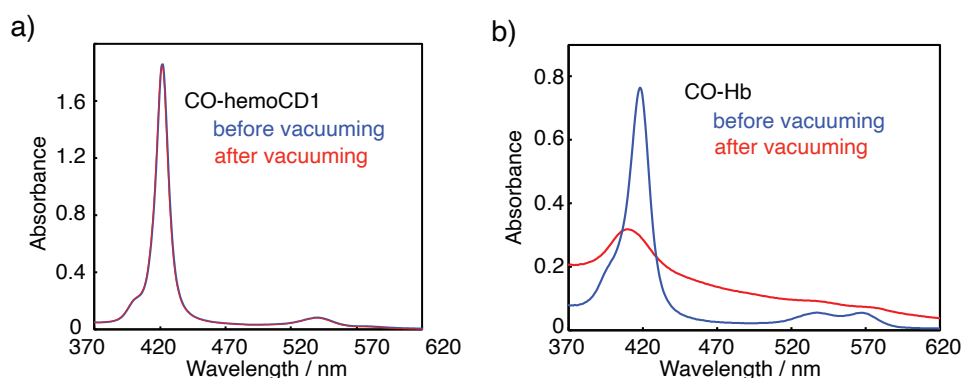 a)
CO-hemoCD1
before vacuuming
after vacuuming
Absorbance
1.6
1.2
0.8
0.4
0
370 420 470 520 570 620
Wavelength / nm
b)
CO-Hb
before vacuuming
after vacuuming
Absorbance
0.8
0.6
0.4
0.2
0
370 420 470 520 570 620
Wavelength / nm